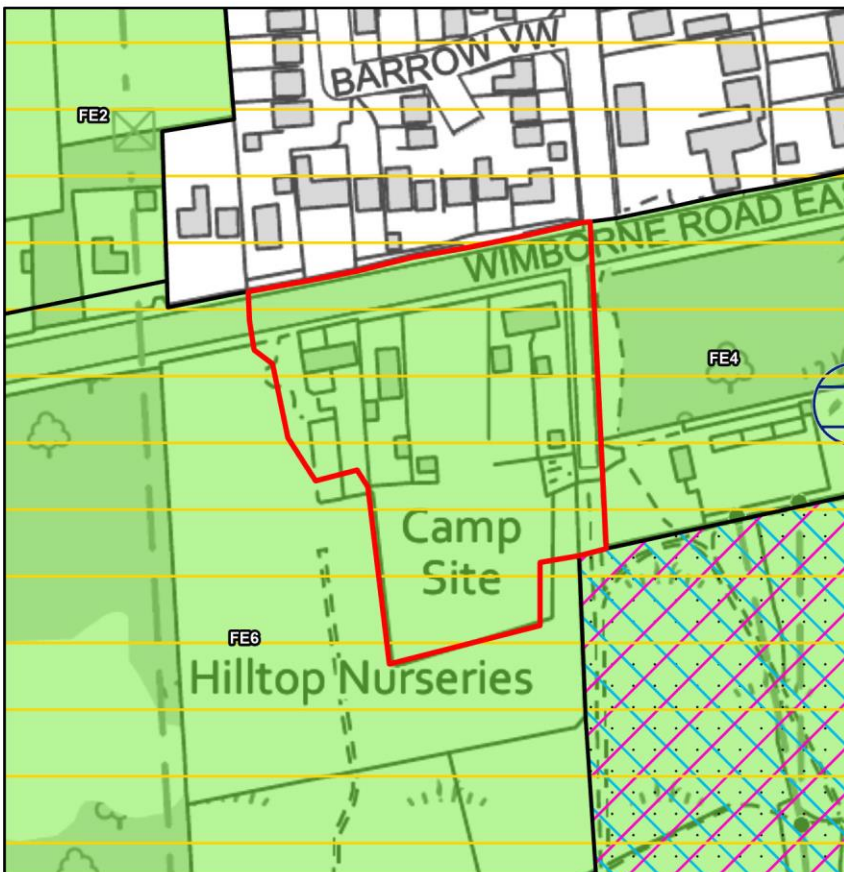 BARROW VW
FE2
WIMBORNE ROAD EAS
FE4
Camp
Site
FE6
Hilltop Nurseries